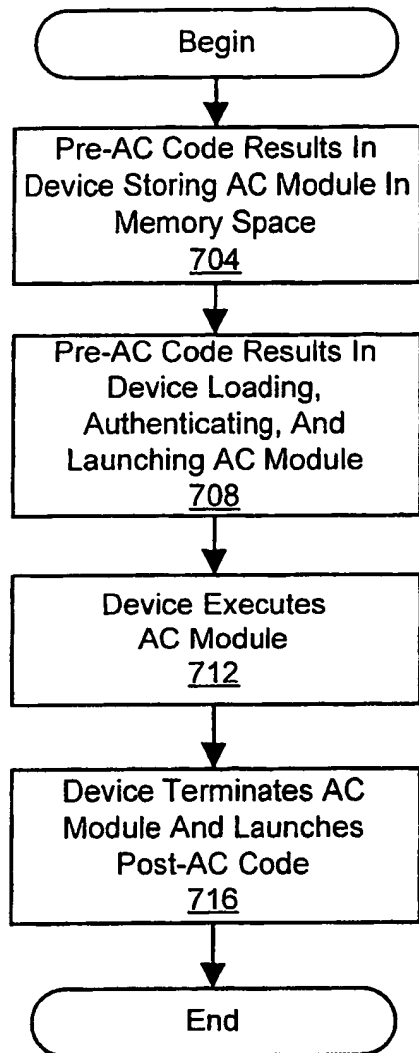 Begin
Pre-AC Code Results In
Device Storing AC Module In
Memory Space
704
Pre-AC Code Results In
Device Loading,
Authenticating, And
Launching AC Module
708
Device Executes
AC Module
712
Device Terminates AC
Module And Launches
Post-AC Code
716
End